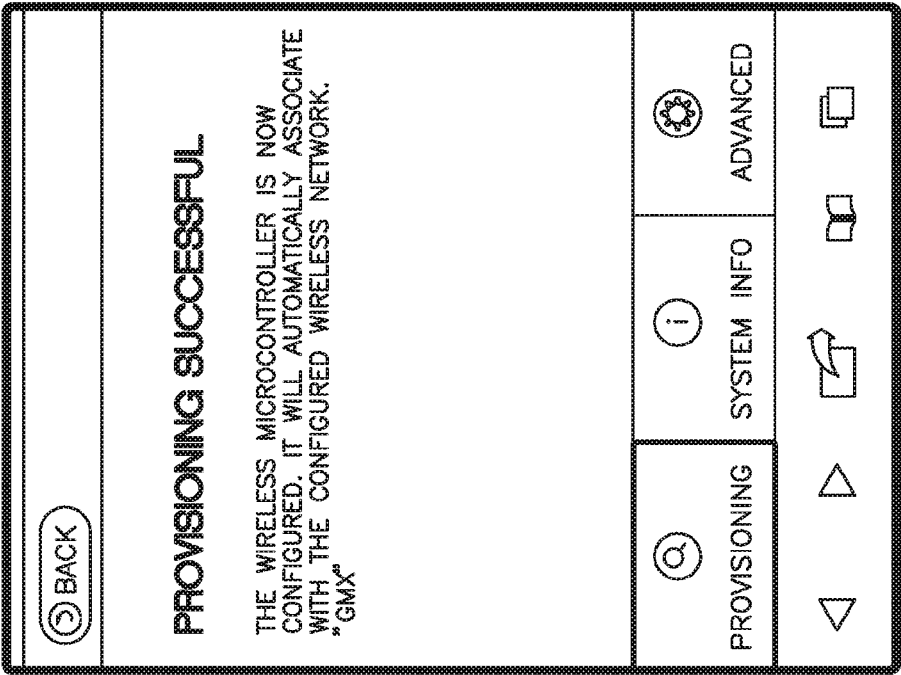 BACK
PROVISIONING SUCCESSFUL
THE WIRELESS MICROCONTROLLER IS NOW
CONFIGURED. IT WILL AUTOMATICALLY ASSOCIATE
WITH THE CONFIGURED WIRELESS NETWORK.
"GMX"
PROVISIONING
SYSTEM INFO
ADVANCED